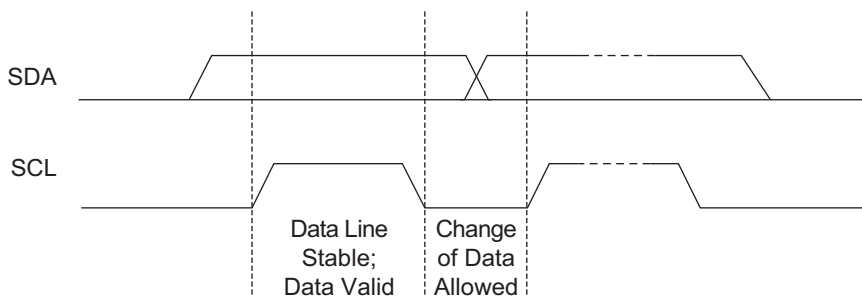 SDA
SCL
Data Line
Stable;
Data Valid
Change
of Data
Allowed